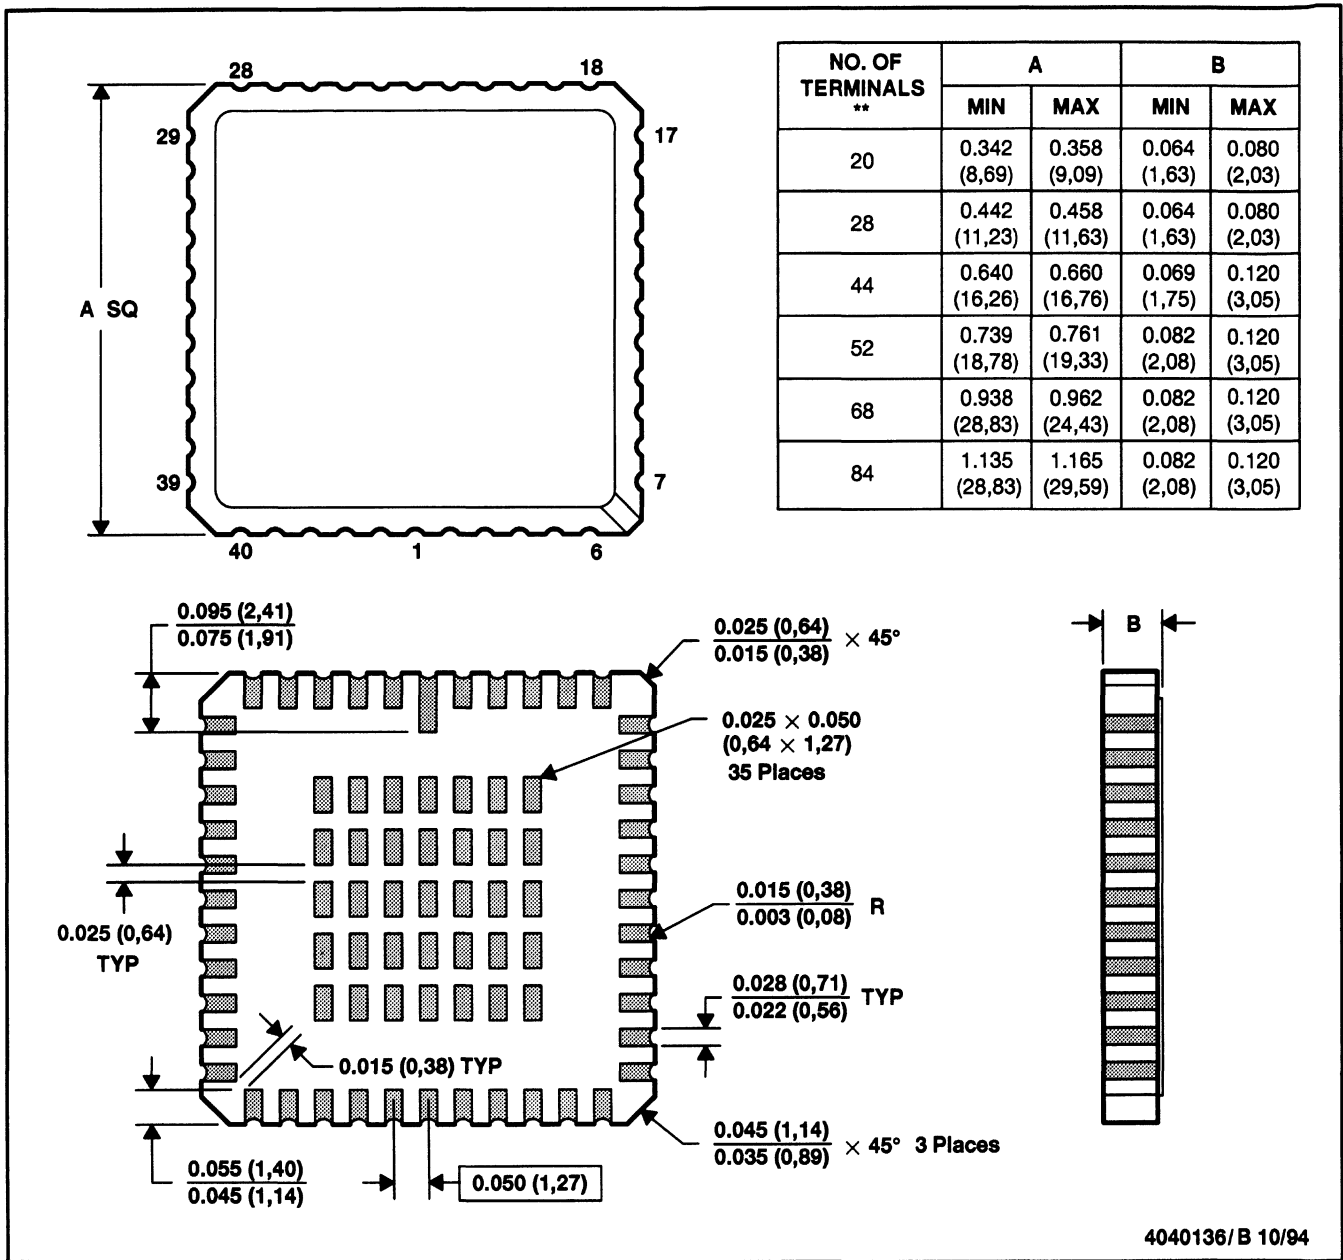 28
18
29
17
A SQ
39
7
40
1
6
NO. OF TERMINALS ** A B
MIN MAX MIN MAX
20 0.342 (8,69) 0.358 (9,09) 0.064 (1,63) 0.080 (2,03)
28 0.442 (11,23) 0.458 (11,63) 0.064 (1,63) 0.080 (2,03)
44 0.640 (16,26) 0.660 (16,76) 0.069 (1,75) 0.120 (3,05)
52 0.739 (18,78) 0.761 (19,33) 0.082 (2,08) 0.120 (3,05)
68 0.938 (28,83) 0.962 (24,43) 0.082 (2,08) 0.120 (3,05)
84 1.135 (28,83) 1.165 (29,59) 0.082 (2,08) 0.120 (3,05)
0.095 (2,41)
0.075 (1,91)
0.025 (0,64)
0.015 (0,38) × 45°
B
0.025 × 0.050
(0,64 × 1,27)
35 Places
0.025 (0,64)
TYP
0.015 (0,38)
0.003 (0,08) R
0.028 (0,71)
0.022 (0,56) TYP
0.015 (0,38) TYP
0.055 (1,40)
0.045 (1,14)
0.050 (1,27)
0.045 (1,14)
0.035 (0,89) × 45° 3 Places
4040136/B 10/94